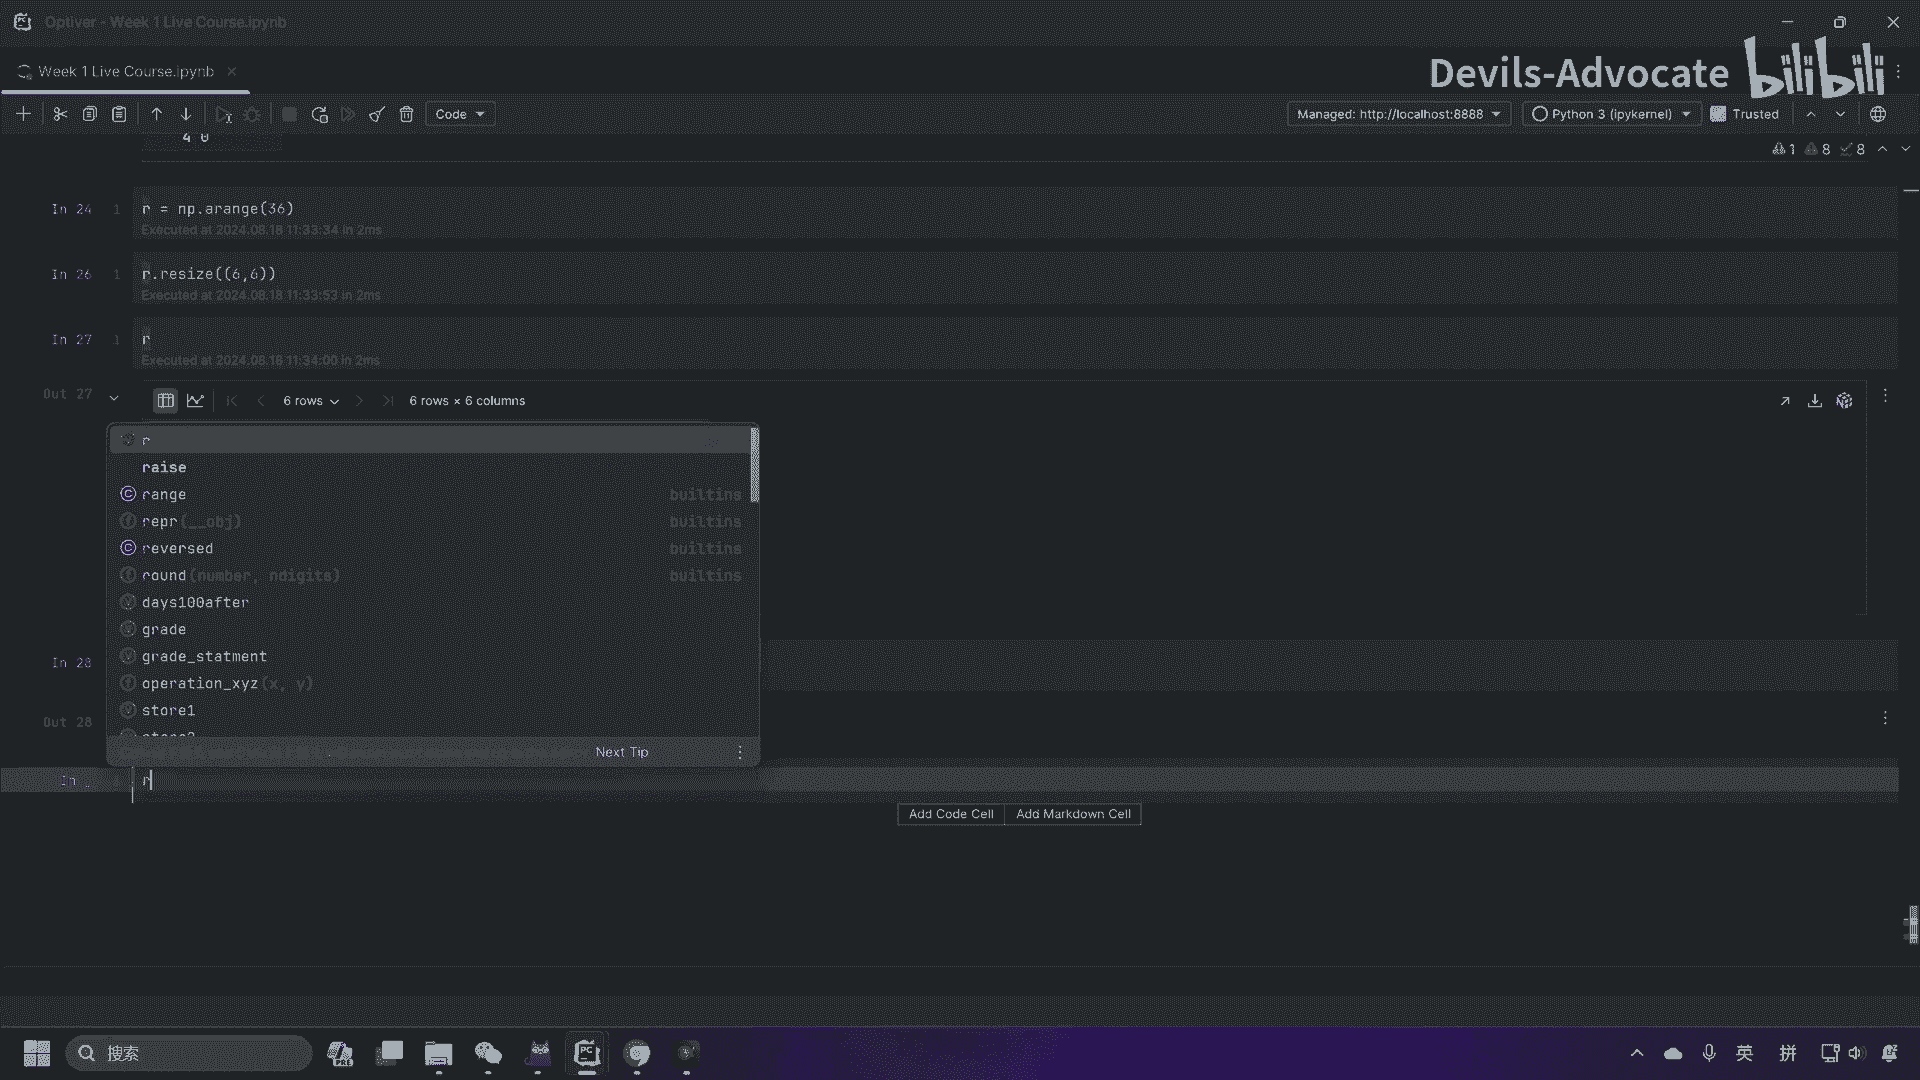 Optiver - Week 1 Live Course.ipynb
Week 1 Live Course.ipynb
Devils-Advocate bilibili
Code
Managed: http://localhost:8888
Python 3 (ipykernel)
Trusted
4 0
1 8 8
In 24 1 r = np.arange(36)
Executed at 2024.08.18 11:33:34 in 2ms
In 26 1 r.resize((6,6))
Executed at 2024.08.18 11:33:53 in 2ms
In 27 1 r
Executed at 2024.08.18 11:34:00 in 2ms
Out 27
6 rows
6 rows × 6 columns
r
raise
range builtins
repr(__obj) builtins
reversed builtins
round(number, ndigits) builtins
days100after
grade
grade_statment
operation_xyz(x, y)
store1
Next Tip
In 28
Out 28
In r
Add Code Cell
Add Markdown Cell
搜索
英
拼